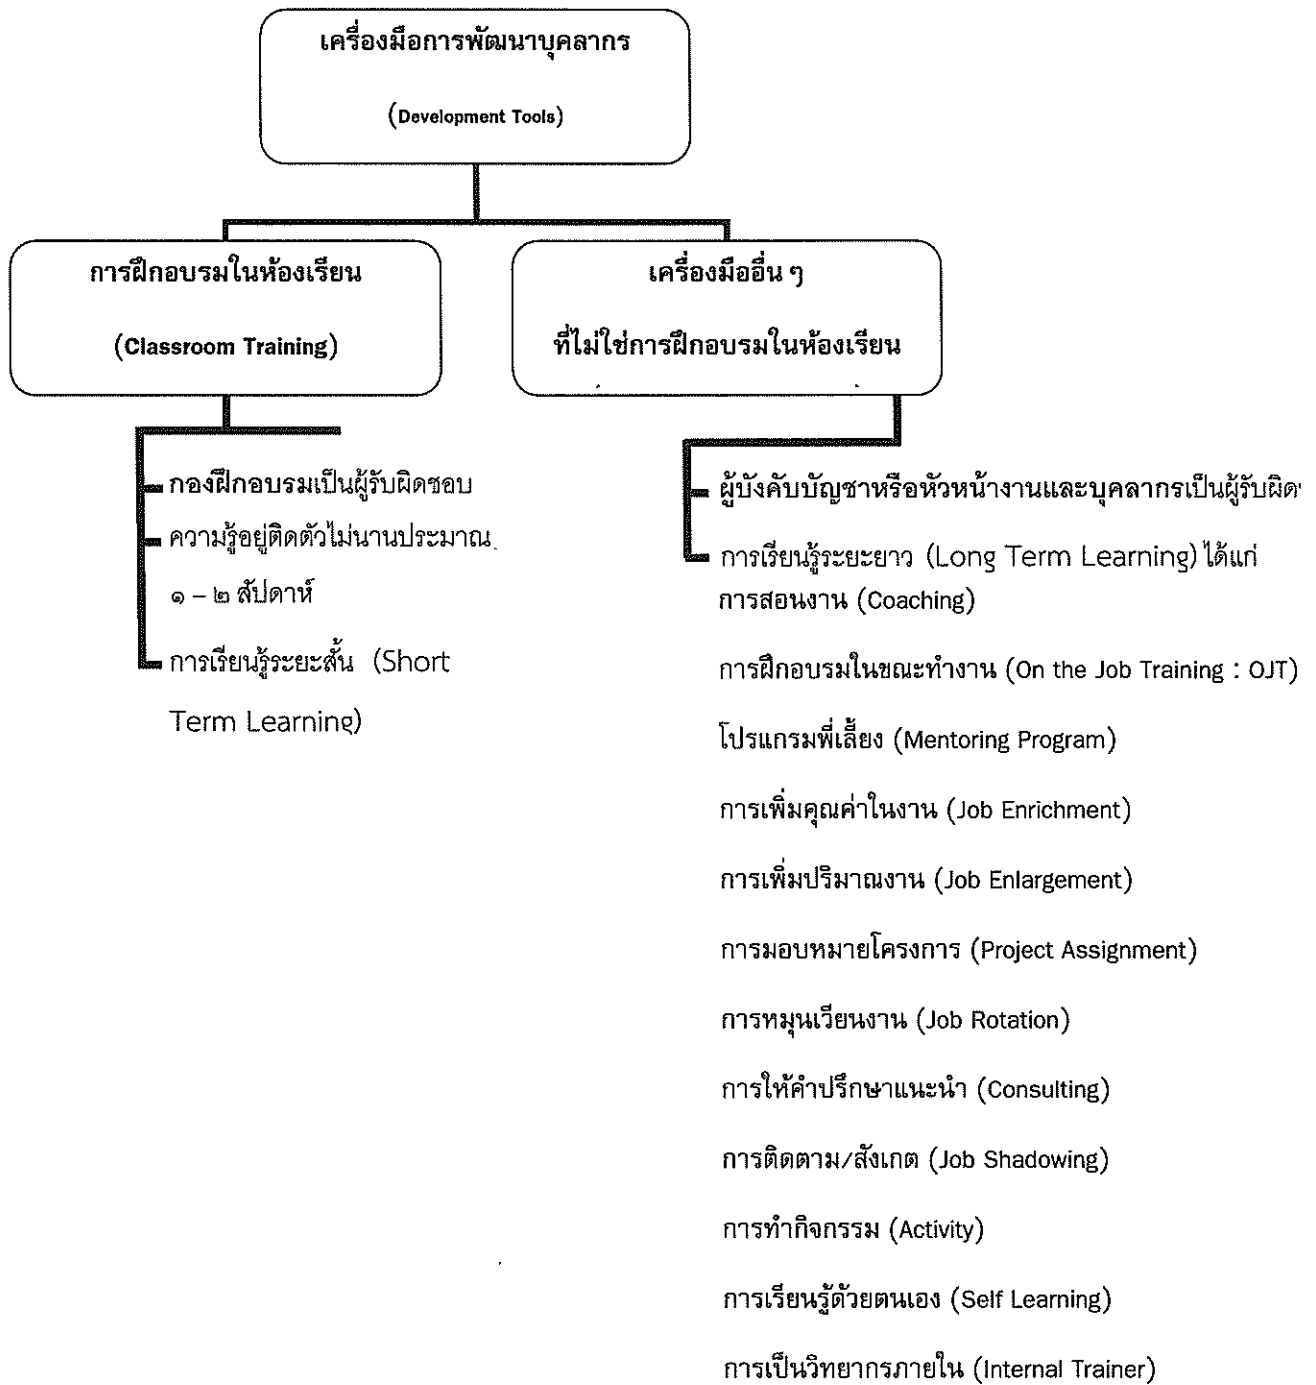 เครื่องมือการพัฒนาบุคลากร
(Development Tools)
การฝึกอบรมในห้องเรียน
(Classroom Training)
เครื่องมืออื่น ๆ
ที่ไม่ใช่การฝึกอบรมในห้องเรียน
กองฝึกอบรมเป็นผู้รับผิดชอบ
ความรู้อยู่ติดตัวไม่นานประมาณ
๑ – ๒ สัปดาห์
การเรียนรู้ระยะสั้น (Short
Term Learning)
ผู้บังคับบัญชาหรือหัวหน้างานและบุคลากรเป็นผู้รับผิด
การเรียนรู้ระยะยาว (Long Term Learning) ได้แก่
การสอนงาน (Coaching)
การฝึกอบรมในขณะทำงาน (On the Job Training : OJT)
โปรแกรมพี่เลี้ยง (Mentoring Program)
การเพิ่มคุณค่าในงาน (Job Enrichment)
การเพิ่มปริมาณงาน (Job Enlargement)
การมอบหมายโครงการ (Project Assignment)
การหมุนเวียนงาน (Job Rotation)
การให้คำปรึกษาแนะนำ (Consulting)
การติดตาม/สังเกต (Job Shadowing)
การทำกิจกรรม (Activity)
การเรียนรู้ด้วยตนเอง (Self Learning)
การเป็นวิทยากรภายใน (Internal Trainer)